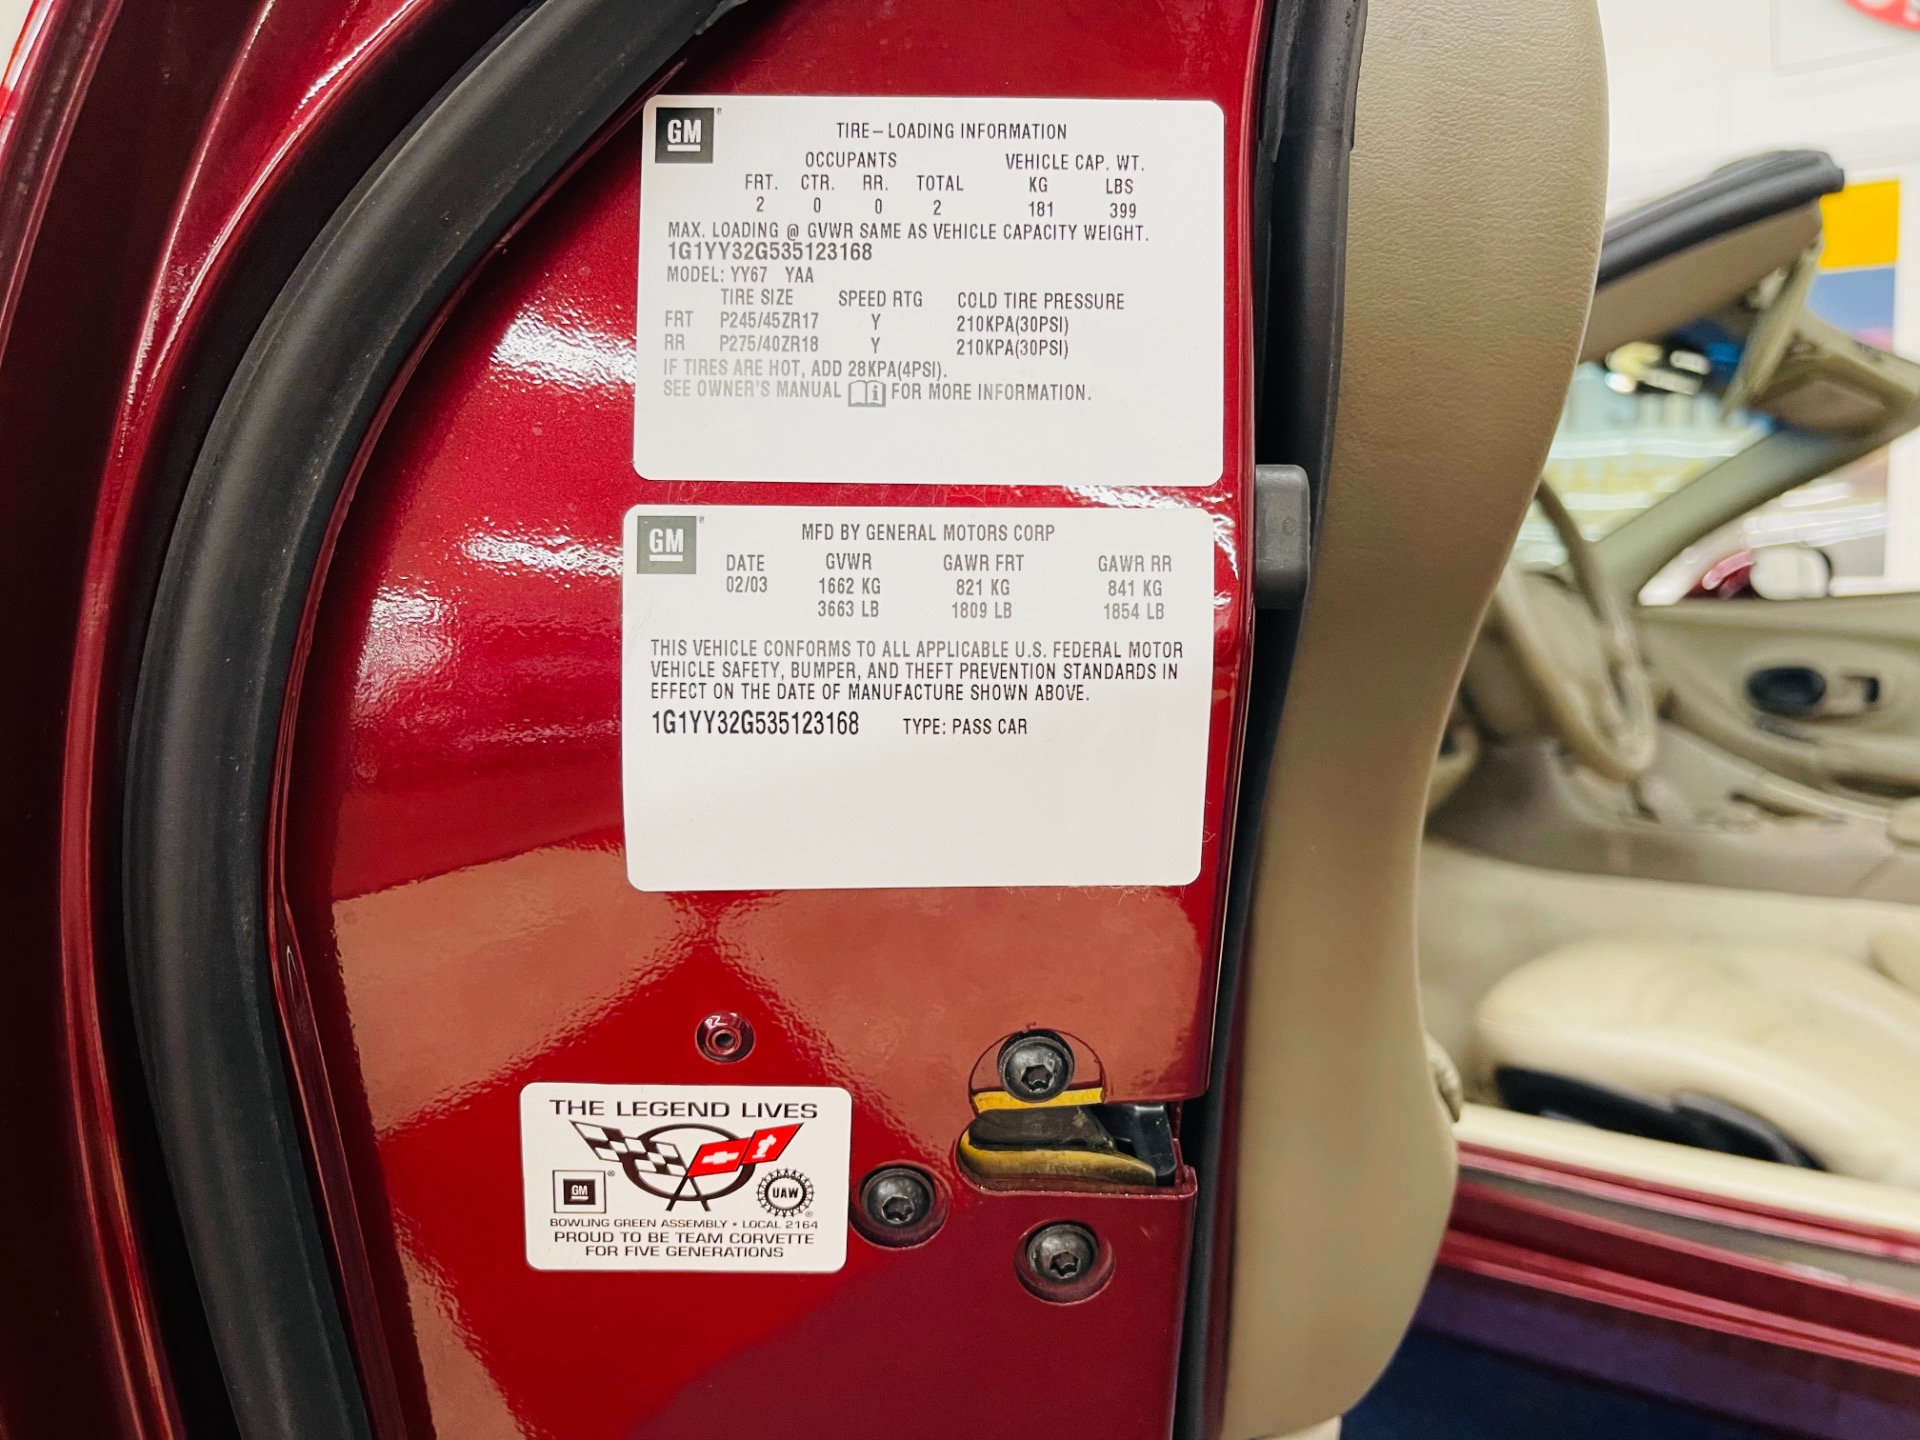 GM
TIRE – LOADING INFORMATION
OCCUPANTS VEHICLE CAP. WT.
FRT. CTR. RR. TOTAL KG LBS
2 0 0 2 181 399
MAX. LOADING @ GVWR SAME AS VEHICLE CAPACITY WEIGHT.
1G1YY32G535123168
MODEL: YY67 YAA
TIRE SIZE SPEED RTG COLD TIRE PRESSURE
FRT P245/45ZR17 Y 210KPA(30PSI)
RR P275/40ZR18 Y 210KPA(30PSI)
IF TIRES ARE HOT, ADD 28KPA(4PSI).
SEE OWNER'S MANUAL i FOR MORE INFORMATION.
GM
MFD BY GENERAL MOTORS CORP
DATE GVWR GAWR FRT GAWR RR
02/03 1662 KG 821 KG 841 KG
3663 LB 1809 LB 1854 LB
THIS VEHICLE CONFORMS TO ALL APPLICABLE U.S. FEDERAL MOTOR
VEHICLE SAFETY, BUMPER, AND THEFT PREVENTION STANDARDS IN
EFFECT ON THE DATE OF MANUFACTURE SHOWN ABOVE.
1G1YY32G535123168 TYPE: PASS CAR
THE LEGEND LIVES
GM UAW
BOWLING GREEN ASSEMBLY • LOCAL 2164
PROUD TO BE TEAM CORVETTE
FOR FIVE GENERATIONS